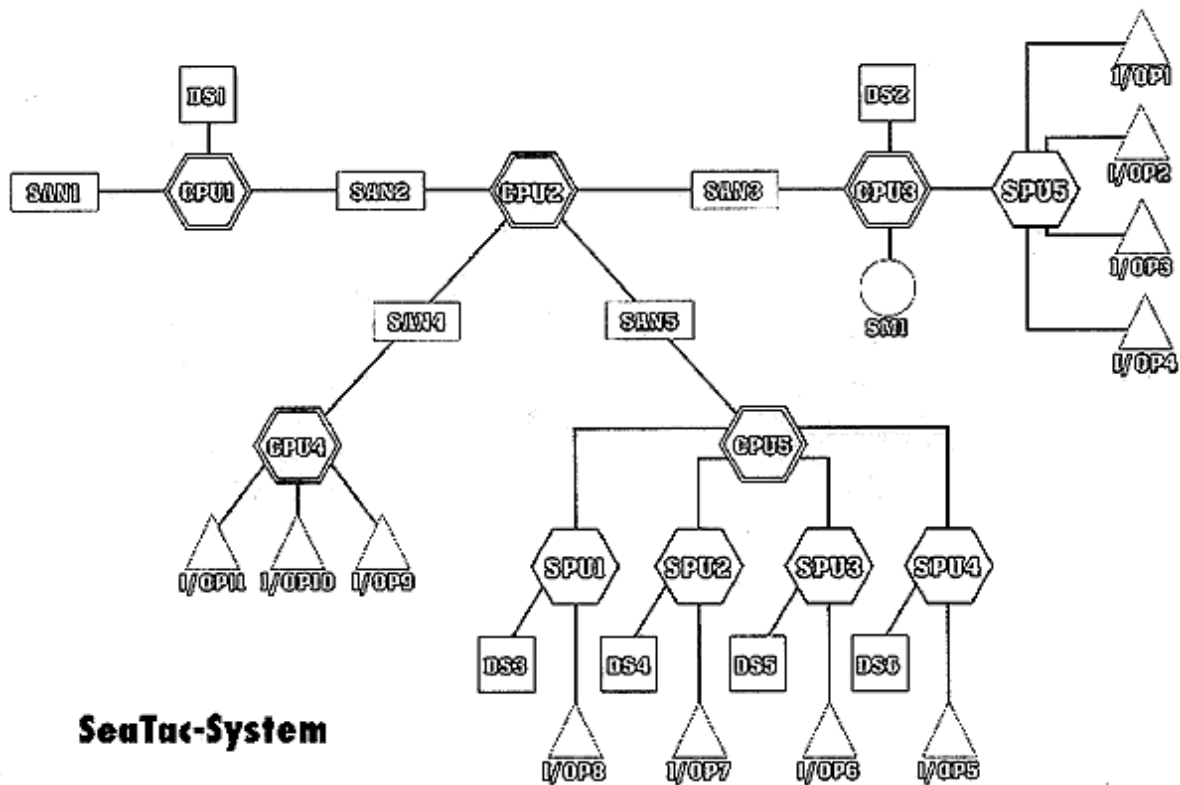 I/OP1
DS1
DS2
I/OP2
SAN1
CPU1
SAN2
CPU2
SAN3
CPU3
SPU5
I/OP3
SAN4
SAN5
SM1
I/OP4
CPU4
CPU5
I/OP11
I/OP10
I/OP9
SPU1
SPU2
SPU3
SPU4
DS3
DS4
DS5
DS6
SeaTac-System
I/OP8
I/OP7
I/OP6
I/OP5